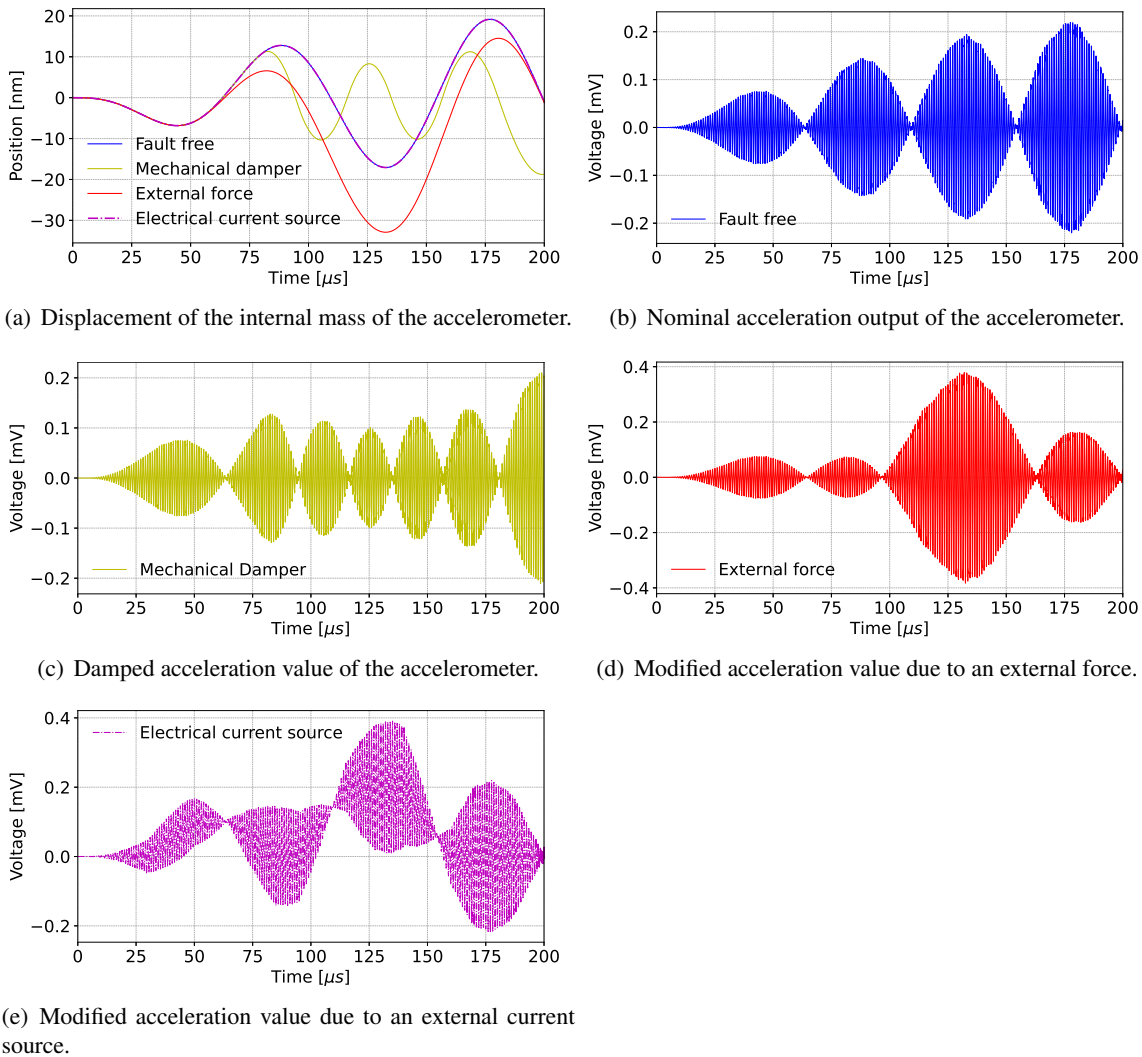 20
10
0
−10
−20
−30
Position [nm]
Fault free
Mechanical damper
External force
Electrical current source
0 25 50 75 100 125 150 175 200
Time [μs]
(a) Displacement of the internal mass of the accelerometer.
0.2
0.1
0.0
−0.1
−0.2
Voltage [mV]
Fault free
0 25 50 75 100 125 150 175 200
Time [μs]
(b) Nominal acceleration output of the accelerometer.
0.2
0.1
0.0
−0.1
−0.2
Voltage [mV]
Mechanical Damper
0 25 50 75 100 125 150 175 200
Time [μs]
(c) Damped acceleration value of the accelerometer.
0.4
0.2
0.0
−0.2
−0.4
Voltage [mV]
External force
0 25 50 75 100 125 150 175 200
Time [μs]
(d) Modified acceleration value due to an external force.
0.4
0.2
0.0
−0.2
Voltage [mV]
Electrical current source
0 25 50 75 100 125 150 175 200
Time [μs]
(e) Modified acceleration value due to an external current
source.